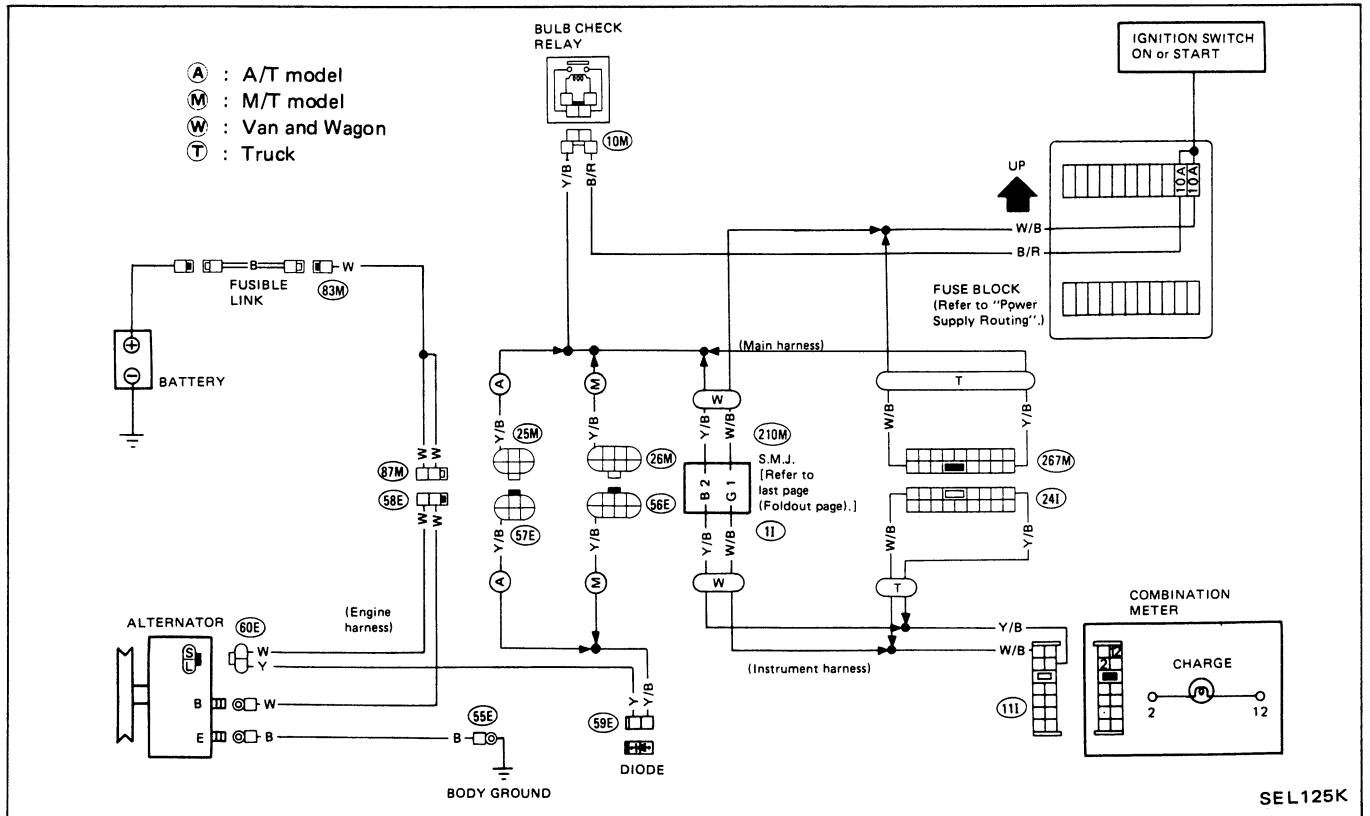 BULB CHECK
RELAY
IGNITION SWITCH
ON or START
Ⓐ : A/T model
Ⓜ : M/T model
Ⓦ : Van and Wagon
Ⓣ : Truck
10M
Y/B
B/R
UP
10A
10A
W/B
B/R
B
W
FUSIBLE
LINK
83M
FUSE BLOCK
(Refer to "Power
Supply Routing".)
BATTERY
(Main harness)
A
M
W
T
Y/B
Y/B
Y/B
W/B
W/B
Y/B
W
W
25M
26M
210M
267M
87M
58E
S.M.J.
[Refer to
last page
(Foldout page).]
B 2
G 1
56E
24I
57E
1I
W
W
Y/B
Y/B
Y/B
W/B
W/B
Y/B
A
M
W
T
(Engine
harness)
COMBINATION
METER
ALTERNATOR
60E
S
L
W
Y
Y/B
W/B
(Instrument harness)
12
2
CHARGE
2
12
11I
Y
Y/B
B
W
55E
59E
E
B
B
DIODE
BODY GROUND
SEL125K